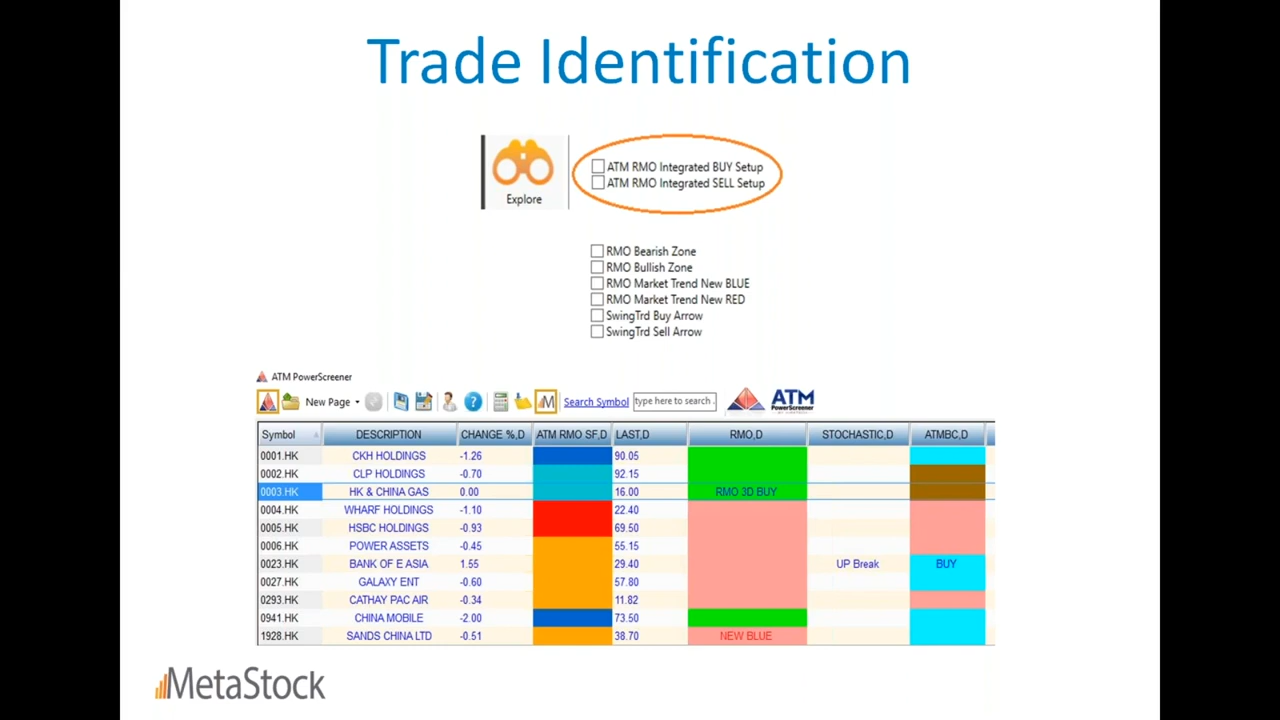 Trade Identification
Explore
ATM RMO Integrated BUY Setup
ATM RMO Integrated SELL Setup
RMO Bearish Zone
RMO Bullish Zone
RMO Market Trend New BLUE
RMO Market Trend New RED
SwingTrd Buy Arrow
SwingTrd Sell Arrow
ATM PowerScreener
New Page Search Symbol type here to search . ATM
PowerScreener
Symbol DESCRIPTION CHANGE %,D ATM RMO SF,D LAST,D RMO,D STOCHASTIC,D ATMBC,D
0001.HK CKH HOLDINGS -1.26 90.05
0002.HK CLP HOLDINGS -0.70 92.15
0003.HK HK & CHINA GAS 0.00 16.00 RMO 3D BUY
0004.HK WHARF HOLDINGS -1.10 22.40
0005.HK HSBC HOLDINGS -0.93 69.50
0006.HK POWER ASSETS -0.45 55.15
0023.HK BANK OF E ASIA 1.55 29.40 UP Break BUY
0027.HK GALAXY ENT -0.60 57.80
0293.HK CATHAY PAC AIR -0.34 11.82
0941.HK CHINA MOBILE -2.00 73.50
1928.HK SANDS CHINA LTD -0.51 38.70 NEW BLUE
MetaStock